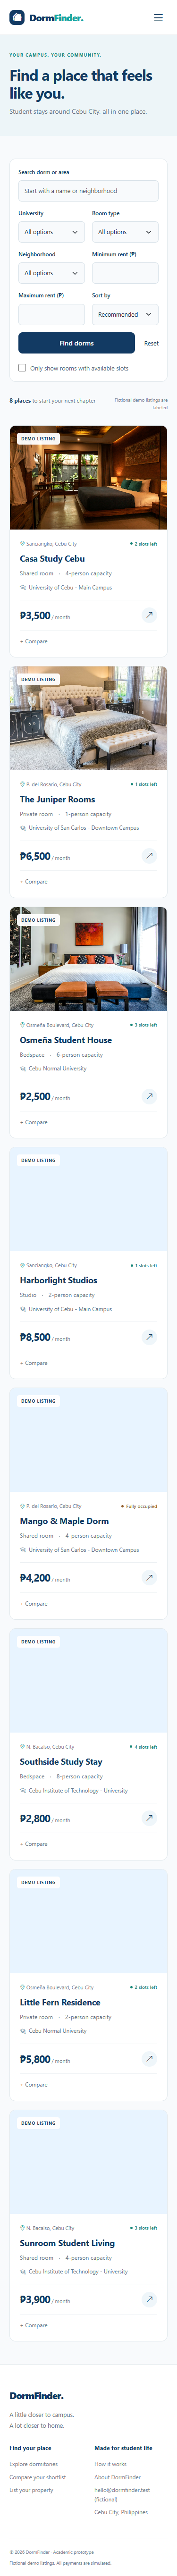 DormFinder.
YOUR CAMPUS. YOUR COMMUNITY.
Find a place that feels
like you.
Student stays around Cebu City, all in one place.
Search dorm or area
Start with a name or neighborhood
University
Room type
All options
All options
Neighborhood
Minimum rent (₱)
All options
Maximum rent (₱)
Sort by
Recommended
Find dorms
Reset
Only show rooms with available slots
8 places to start your next chapter
Fictional demo listings are
labeled
DEMO LISTING
Sanciangko, Cebu City
2 slots left
Casa Study Cebu
Shared room · 4-person capacity
University of Cebu - Main Campus
₱3,500 / month
+ Compare
DEMO LISTING
P. del Rosario, Cebu City
1 slots left
The Juniper Rooms
Private room · 1-person capacity
University of San Carlos - Downtown Campus
₱6,500 / month
+ Compare
DEMO LISTING
Osmeña Boulevard, Cebu City
3 slots left
Osmeña Student House
Bedspace · 6-person capacity
Cebu Normal University
₱2,500 / month
+ Compare
DEMO LISTING
Sanciangko, Cebu City
1 slots left
Harborlight Studios
Studio · 2-person capacity
University of Cebu - Main Campus
₱8,500 / month
+ Compare
DEMO LISTING
P. del Rosario, Cebu City
Fully occupied
Mango & Maple Dorm
Shared room · 4-person capacity
University of San Carlos - Downtown Campus
₱4,200 / month
+ Compare
DEMO LISTING
N. Bacalso, Cebu City
4 slots left
Southside Study Stay
Bedspace · 8-person capacity
Cebu Institute of Technology - University
₱2,800 / month
+ Compare
DEMO LISTING
Osmeña Boulevard, Cebu City
2 slots left
Little Fern Residence
Private room · 2-person capacity
Cebu Normal University
₱5,800 / month
+ Compare
DEMO LISTING
N. Bacalso, Cebu City
3 slots left
Sunroom Student Living
Shared room · 4-person capacity
Cebu Institute of Technology - University
₱3,900 / month
+ Compare
DormFinder.
A little closer to campus.
A lot closer to home.
Find your place
Explore dormitories
Compare your shortlist
List your property
Made for student life
How it works
About DormFinder
hello@dormfinder.test
(fictional)
Cebu City, Philippines
© 2026 DormFinder · Academic prototype
Fictional demo listings. All payments are simulated.